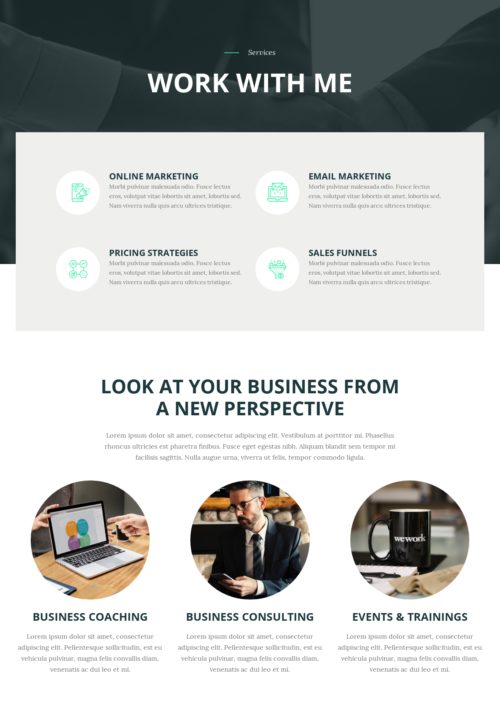 Services
WORK WITH ME
ONLINE MARKETING
Morbi pulvinar malesuada odio. Fusce lectus
eros, volutpat vitae lobortis sit amet, lobortis sed.
Nam viverra nulla quis arcu ultrices tristique.
EMAIL MARKETING
Morbi pulvinar malesuada odio. Fusce lectus
eros, volutpat vitae lobortis sit amet, lobortis sed.
Nam viverra nulla quis arcu ultrices tristique.
PRICING STRATEGIES
Morbi pulvinar malesuada odio. Fusce lectus
eros, volutpat vitae lobortis sit amet, lobortis sed.
Nam viverra nulla quis arcu ultrices tristique.
SALES FUNNELS
Morbi pulvinar malesuada odio. Fusce lectus
eros, volutpat vitae lobortis sit amet, lobortis sed.
Nam viverra nulla quis arcu ultrices tristique.
LOOK AT YOUR BUSINESS FROM
A NEW PERSPECTIVE
Lorem ipsum dolor sit amet, consectetur adipiscing elit. Vestibulum at porttitor mi. Phasellus
rhoncus ultricies est pharetra finibus. Fusce eget egestas nibh. Aliquam blandit sem tempor mi
facilisis sagittis. Nulla augue urna, viverra ut felis, tempor commodo ligula.
wework
BUSINESS COACHING
Lorem ipsum dolor sit amet, consectetur
adipiscing elit. Pellentesque sollicitudin, est eu
vehicula pulvinar, magna felis convallis diam,
venenatis ac dui leo et mi.
BUSINESS CONSULTING
Lorem ipsum dolor sit amet, consectetur
adipiscing elit. Pellentesque sollicitudin, est eu
vehicula pulvinar, magna felis convallis diam,
venenatis ac dui leo et mi.
EVENTS & TRAININGS
Lorem ipsum dolor sit amet, consectetur
adipiscing elit. Pellentesque sollicitudin, est eu
vehicula pulvinar, magna felis convallis diam,
venenatis ac dui leo et mi.